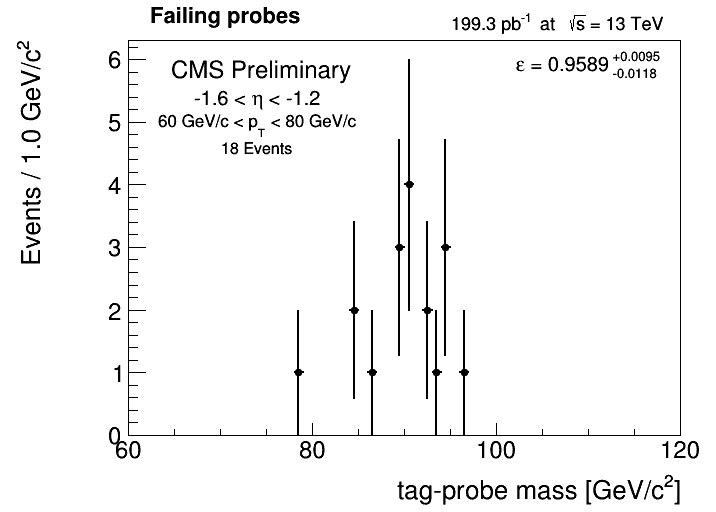 Failing probes
199.3 pb⁻¹ at √s = 13 TeV
CMS Preliminary
ε = 0.9589 +0.0095 -0.0118
-1.6 < η < -1.2
60 GeV/c < p_T < 80 GeV/c
18 Events
Events / 1.0 GeV/c²
6
5
4
3
2
1
0
60 80 100 120
tag-probe mass [GeV/c²]